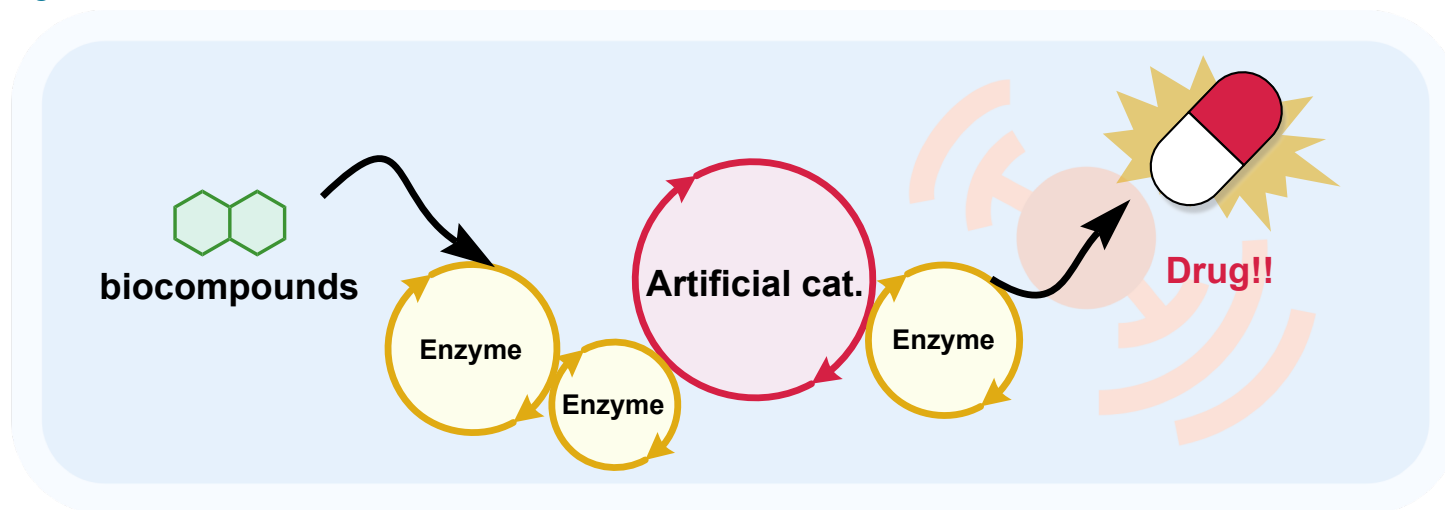 biocompounds
Enzyme
Enzyme
Artificial cat.
Enzyme
Drug!!